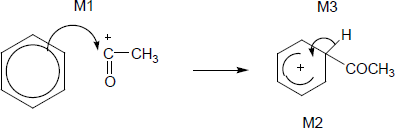 M1
M3
+
C—CH₃
O
H
+
COCH₃
M2